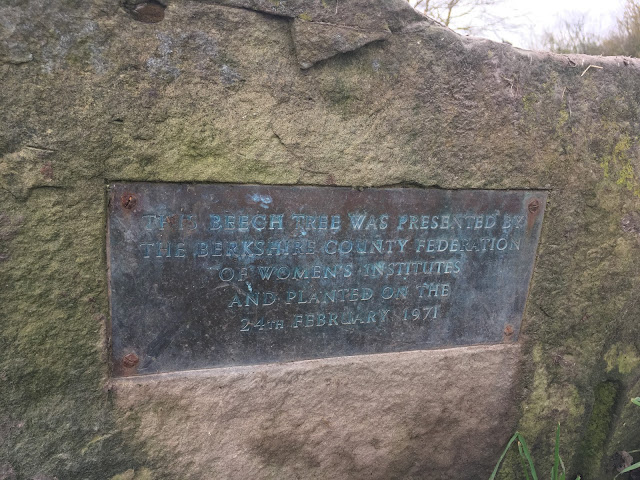 THIS BEECH TREE WAS PRESENTED BY
THE BERKSHIRE COUNTY FEDERATION
OF WOMEN'S INSTITUTES
AND PLANTED ON THE
24TH FEBRUARY 1971